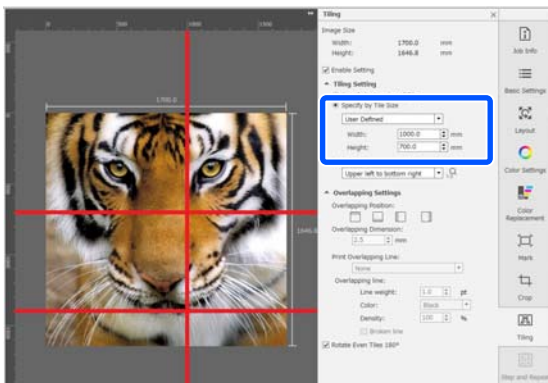 Tiling
Image Size
Width: 1700.0 mm
Height: 1646.8 mm
Enable Setting
Tiling Setting
Specify by Tile Size
User Defined
Width: 1000.0 mm
Height: 700.0 mm
Upper left to bottom right
Overlapping Settings
Overlapping Position:
Overlapping Dimension:
2.5 mm
Print Overlapping Line:
None
Overlapping line:
Line weight: 1.0 pt
Color: Black
Density: 100 %
Broken line
Rotate Even Tiles 180°
Job Info
Basic Settings
Layout
Color Settings
Color
Replacement
Mark
Crop
Tiling
Step and Repeat
0 500 1000 1500
1700.0
1646.8